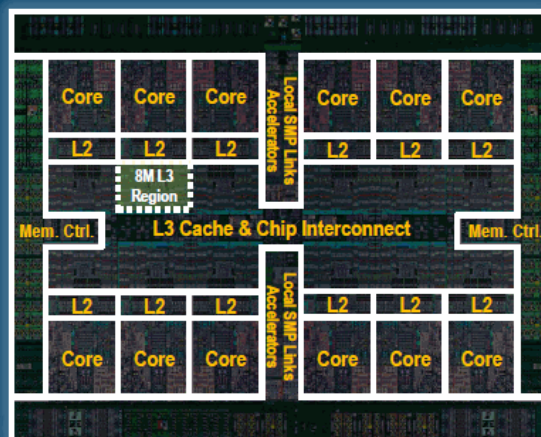 Core Core Core Core Core Core
L2 L2 L2 L2 L2 L2
Local SMP Links
Accelerators
8M L3
Region
Mem. Ctrl. L3 Cache & Chip Interconnect Mem. Ctrl.
Local SMP Links
Accelerators
L2 L2 L2 L2 L2 L2
Core Core Core Core Core Core